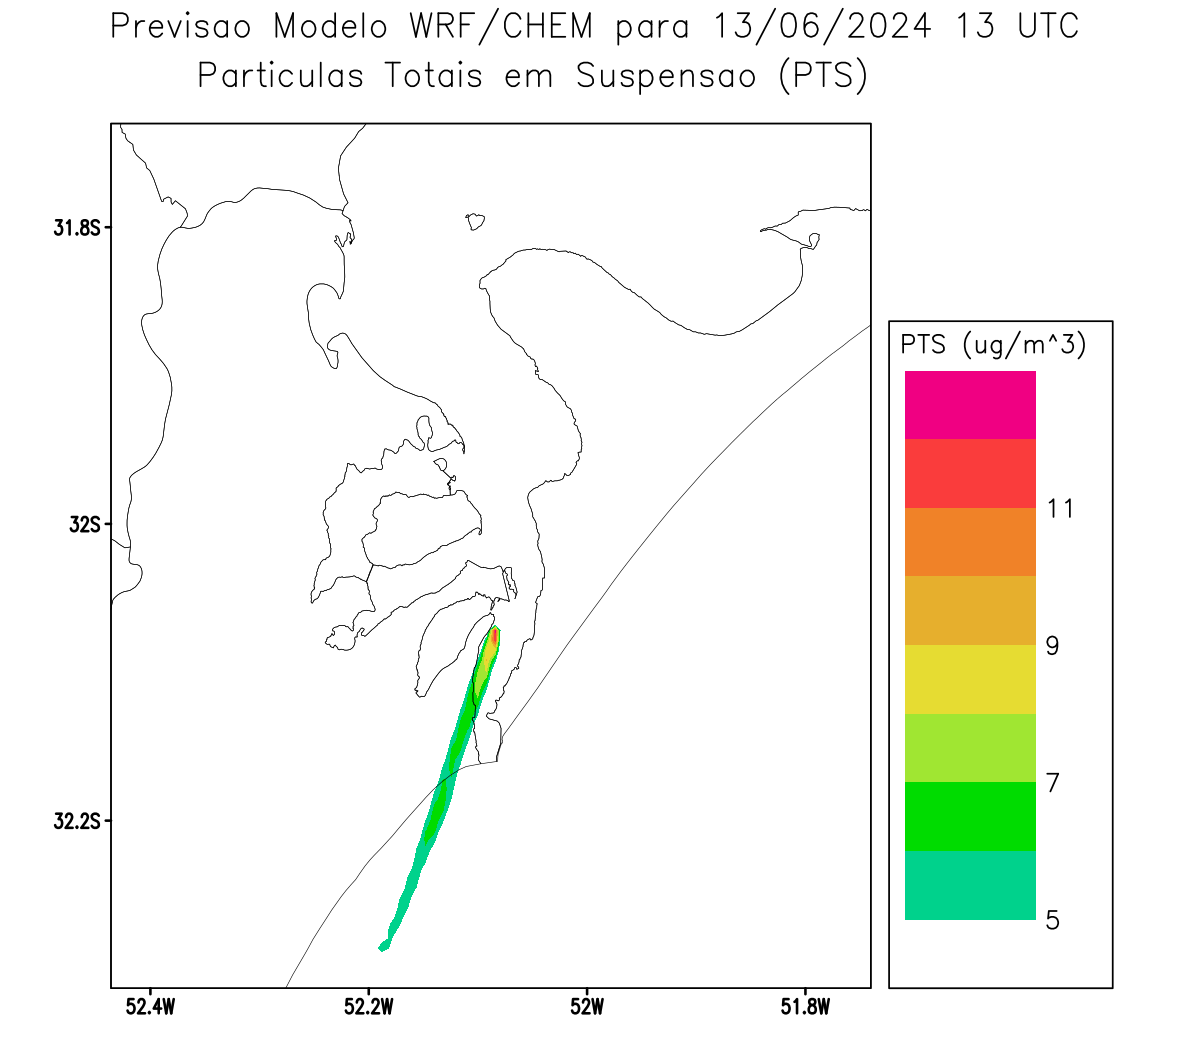 Previsao Modelo WRF/CHEM para 13/06/2024 13 UTC
Particulas Totais em Suspensao (PTS)
31.8S
32S
32.2S
52.4W
52.2W
52W
51.8W
PTS (ug/m^3)
11
9
7
5